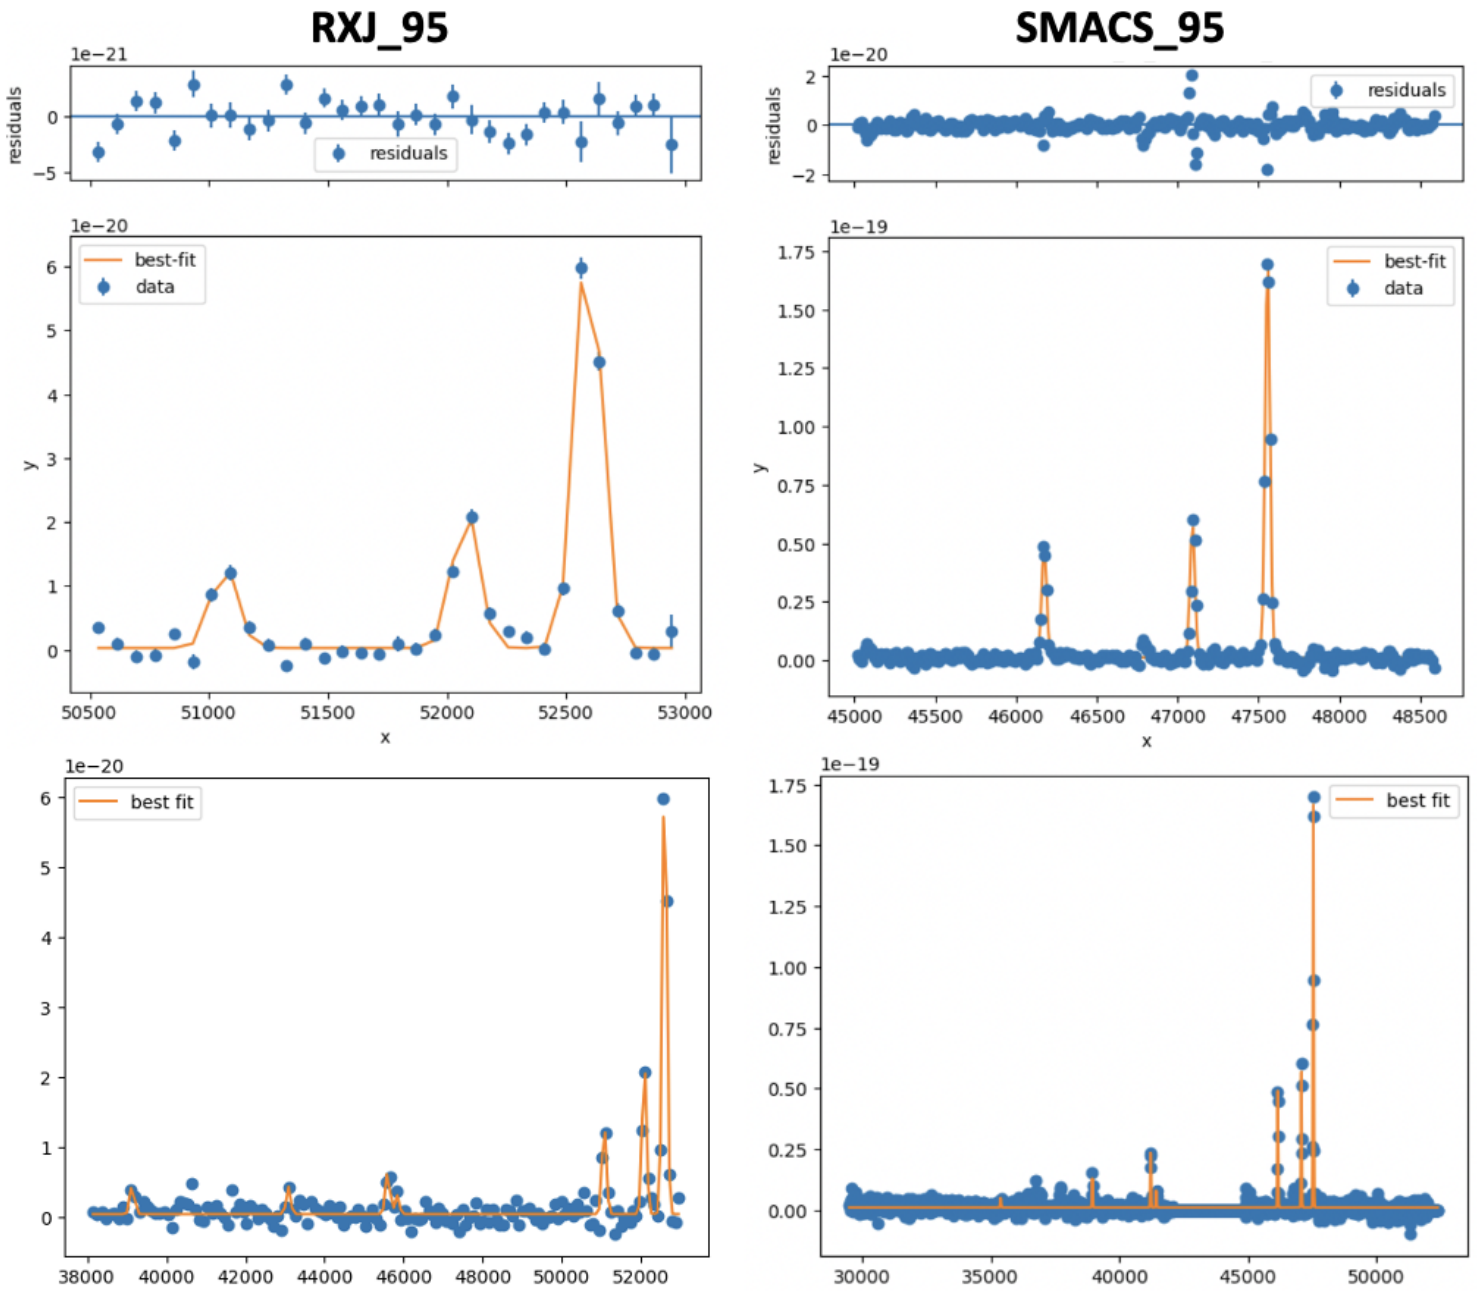 RXJ_95
SMACS_95
1e−21
residuals
0
−5
residuals
1e−20
residuals
2
0
−2
residuals
1e−20
best-fit
data
y
6
5
4
3
2
1
0
50500 51000 51500 52000 52500 53000
x
1e−19
best-fit
data
y
1.75
1.50
1.25
1.00
0.75
0.50
0.25
0.00
45000 45500 46000 46500 47000 47500 48000 48500
x
1e−20
best fit
6
5
4
3
2
1
0
38000 40000 42000 44000 46000 48000 50000 52000
1e−19
best fit
1.75
1.50
1.25
1.00
0.75
0.50
0.25
0.00
30000 35000 40000 45000 50000